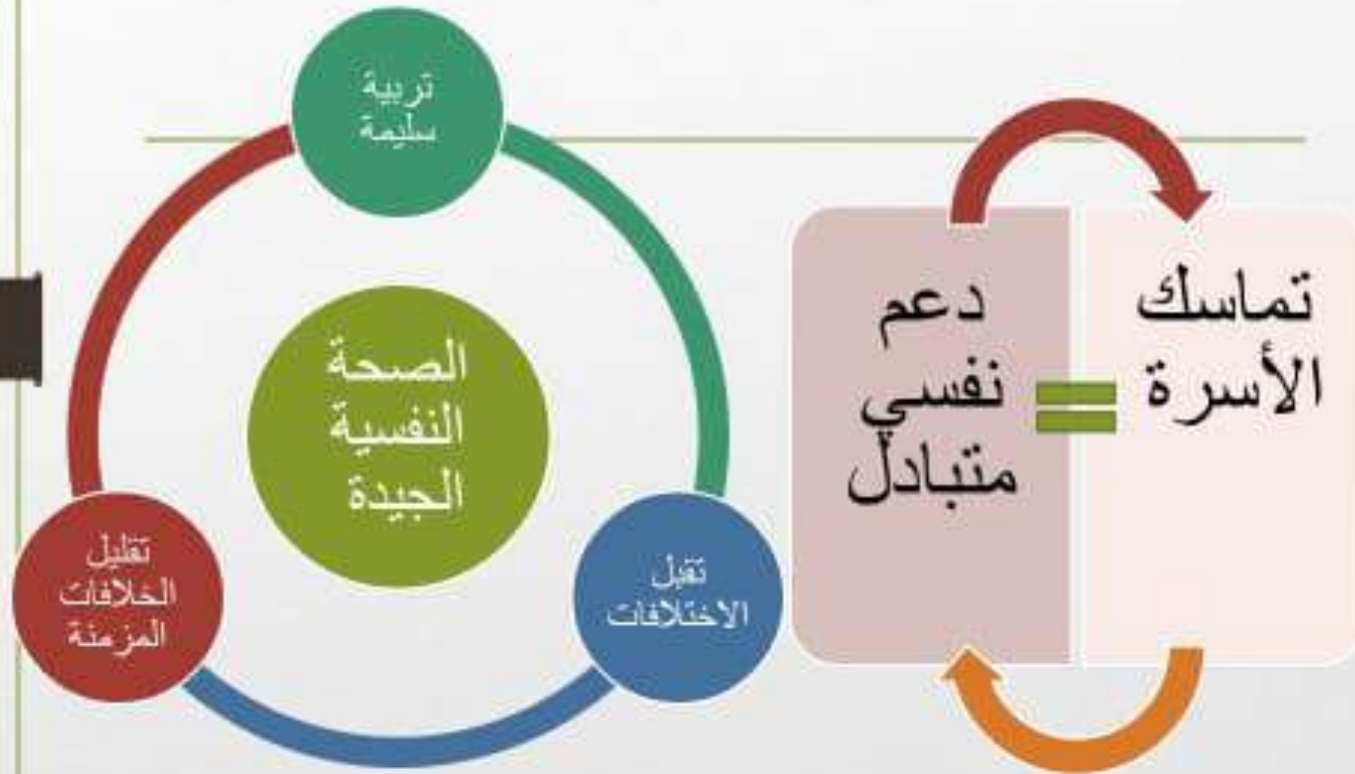 تماسك
الأسرة
=
دعم
نفسي
متبادل
تربية
سليمة
الصحة
النفسية
الجيدة
تقبل
الاختلافات
تقليل
الخلافات
المزمنة